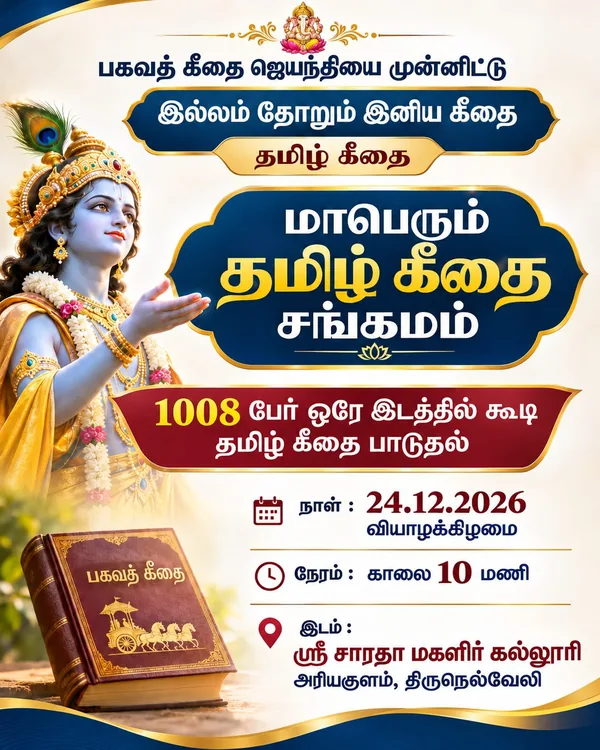 பகவத் கீதை ஜெயந்தியை முன்னிட்டு
இல்லம் தோறும் இனிய கீதை
தமிழ் கீதை
மாபெரும்
தமிழ் கீதை
சங்கமம்
1008 பேர் ஒரே இடத்தில் கூடி
தமிழ் கீதை பாடுதல்
நாள் : 24.12.2026
வியாழக்கிழமை
நேரம் : காலை 10 மணி
இடம் :
ஸ்ரீ சாரதா மகளிர் கல்லூரி
அரியகுளம், திருநெல்வேலி
பகவத் கீதை